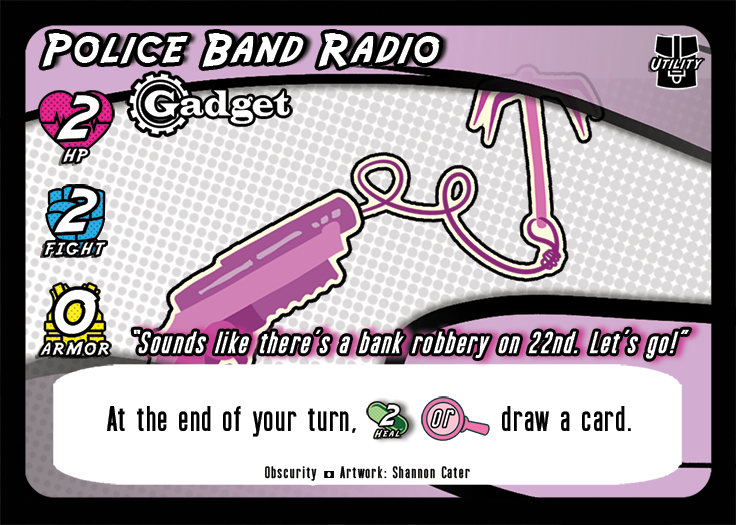 Police Band Radio
Utility
2
HP
Gadget
2
Fight
0
Armor
"Sounds like there's a bank robbery on 22nd. Let's go!"
At the end of your turn, 2 Heal or draw a card.
Obscurity Artwork: Shannon Cater